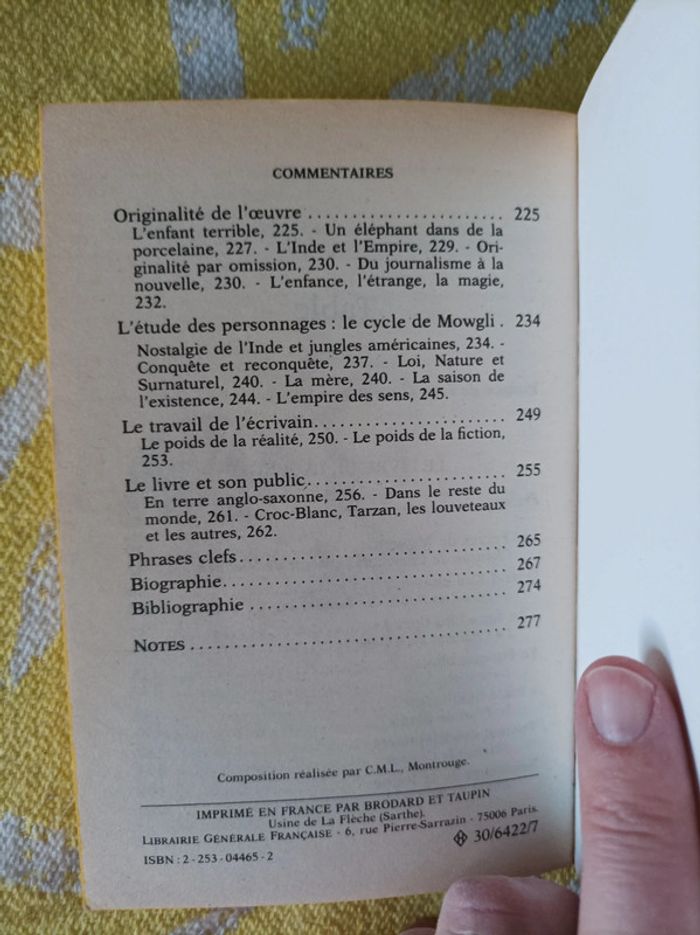 COMMENTAIRES
Originalité de l'œuvre ........................ 225
L'enfant terrible, 225. - Un éléphant dans de la
porcelaine, 227. - L'Inde et l'Empire, 229. - Ori-
ginalité par omission, 230. - Du journalisme à la
nouvelle, 230. - L'enfance, l'étrange, la magie,
232.
L'étude des personnages : le cycle de Mowgli . 234
Nostalgie de l'Inde et jungles américaines, 234. -
Conquête et reconquête, 237. - Loi, Nature et
Surnaturel, 240. - La mère, 240. - La saison de
l'existence, 244. - L'empire des sens, 245.
Le travail de l'écrivain........................ 249
Le poids de la réalité, 250. - Le poids de la fiction,
253.
Le livre et son public........................ 255
En terre anglo-saxonne, 256. - Dans le reste du
monde, 261. - Croc-Blanc, Tarzan, les louveteaux
et les autres, 262.
Phrases clefs................................ 265
Biographie.................................. 267
Bibliographie ............................... 274
NOTES ...................................... 277
Composition réalisée par C.M.L., Montrouge.
IMPRIMÉ EN FRANCE PAR BRODARD ET TAUPIN
Usine de La Flèche (Sarthe).
LIBRAIRIE GÉNÉRALE FRANÇAISE - 6, rue Pierre-Sarrazin - 75006 Paris.
ISBN : 2 - 253 - 04465 - 2 30/6422/7